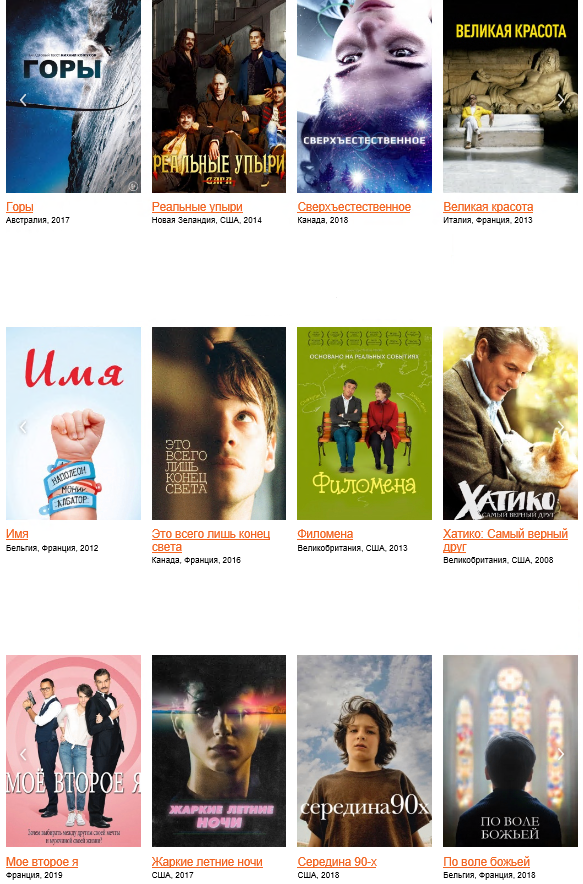 ГОРЫ
РЕАЛЬНЫЕ УПЫРИ
СВЕРХЪЕСТЕСТВЕННОЕ
ВЕЛИКАЯ КРАСОТА
Горы
Австралия, 2017
Реальные упыри
Новая Зеландия, США, 2014
Сверхъестественное
Канада, 2018
Великая красота
Италия, Франция, 2013
Имя
НАПОЛЕОН
МОНИК
АЛБАТОР
ЭТО
ВСЕГО
ЛИШЬ
КОНЕЦ
СВЕТА
ОСНОВАНО НА РЕАЛЬНЫХ СОБЫТИЯХ
Филомена
ХАТИКО
САМЫЙ ВЕРНЫЙ ДРУГ
Имя
Бельгия, Франция, 2012
Это всего лишь конец
света
Канада, Франция, 2016
Филомена
Великобритания, США, 2013
Хатико: Самый верный
друг
Великобритания, США, 2008
МОЁ ВТОРОЕ Я
ЖАРКИЕ ЛЕТНИЕ
НОЧИ
середина90х
ПО ВОЛЕ
БОЖЬЕЙ
Мое второе я
Франция, 2019
Жаркие летние ночи
США, 2017
Середина 90-х
США, 2018
По воле божьей
Бельгия, Франция, 2018